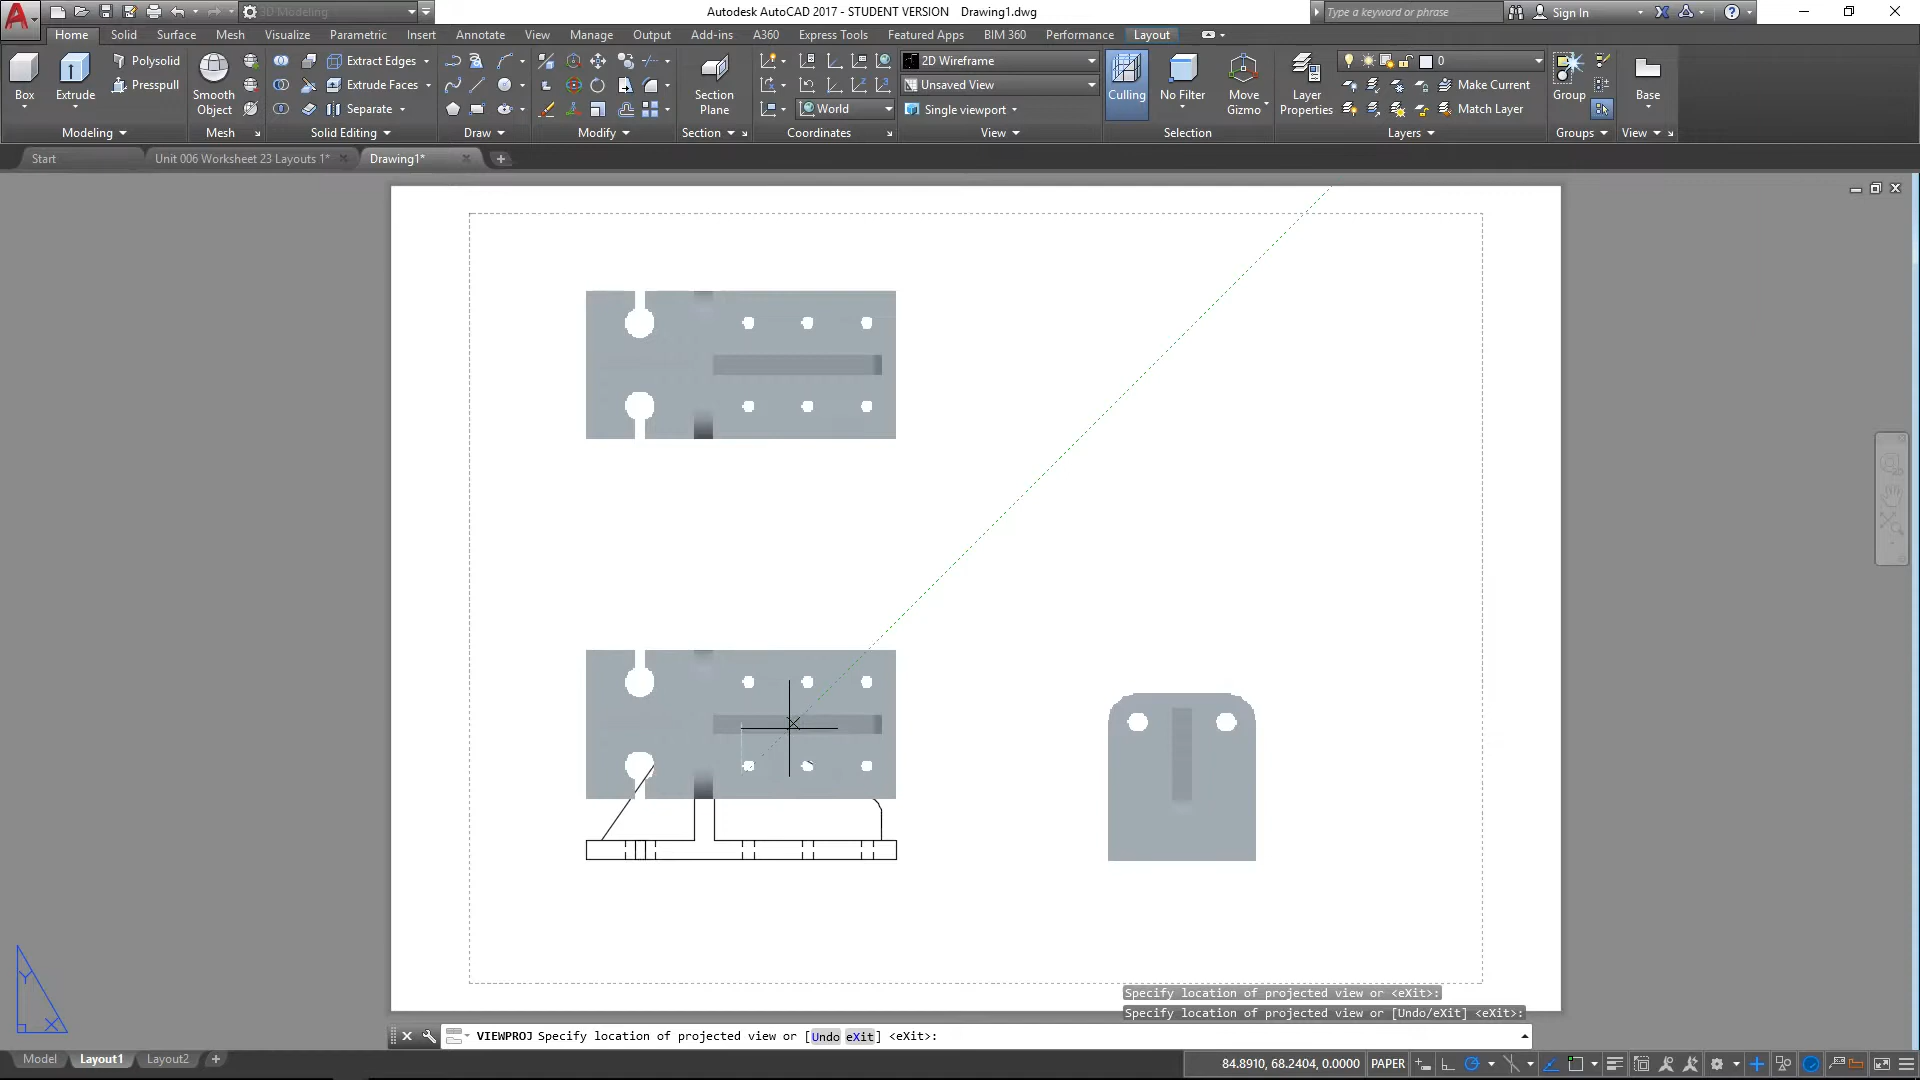 3D Modeling
Autodesk AutoCAD 2017 - STUDENT VERSION Drawing1.dwg
Type a keyword or phrase
Sign In
Home Solid Surface Mesh Visualize Parametric Insert Annotate View Manage Output Add-ins A360 Express Tools Featured Apps BIM 360 Performance Layout
Box
Extrude
Polysolid
Presspull
Modeling
Smooth
Object
Mesh
Extract Edges
Extrude Faces
Separate
Solid Editing
Draw
Modify
Section
Plane
Section
World
Coordinates
2D Wireframe
Unsaved View
Single viewport
View
Culling
No Filter
Move
Gizmo
Selection
Layer
Properties
0
Make Current
Match Layer
Layers
Group
Groups
Base
View
Start
Unit 006 Worksheet 23 Layouts 1*
Drawing1*
Y
X
Specify location of projected view or <eXit>:
Specify location of projected view or [Undo/eXit] <eXit>:
VIEWPROJ Specify location of projected view or [Undo eXit] <eXit>:
Model Layout1 Layout2
84.8910, 68.2404, 0.0000 PAPER